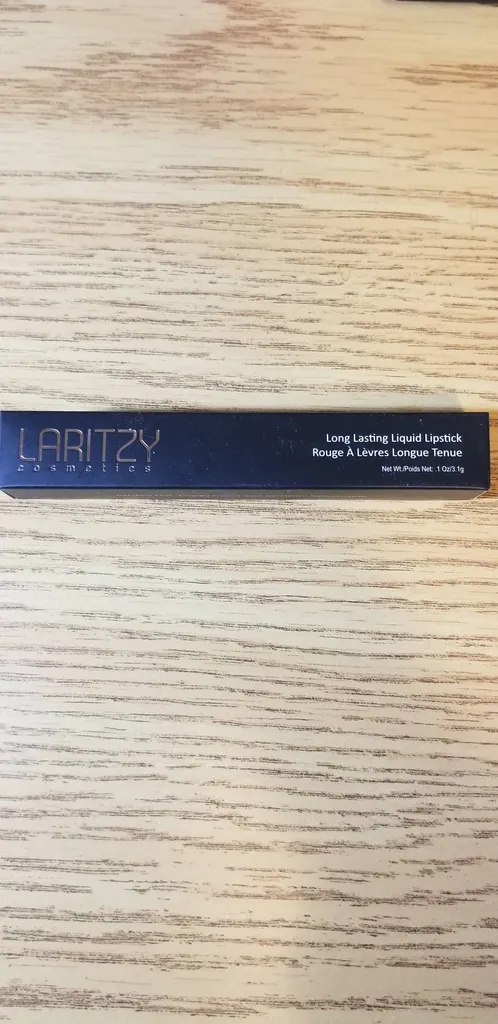 LARITZY
cosmetics
Long Lasting Liquid Lipstick
Rouge À Lèvres Longue Tenue
Net Wt./Poids Net: .1 Oz/3.1g